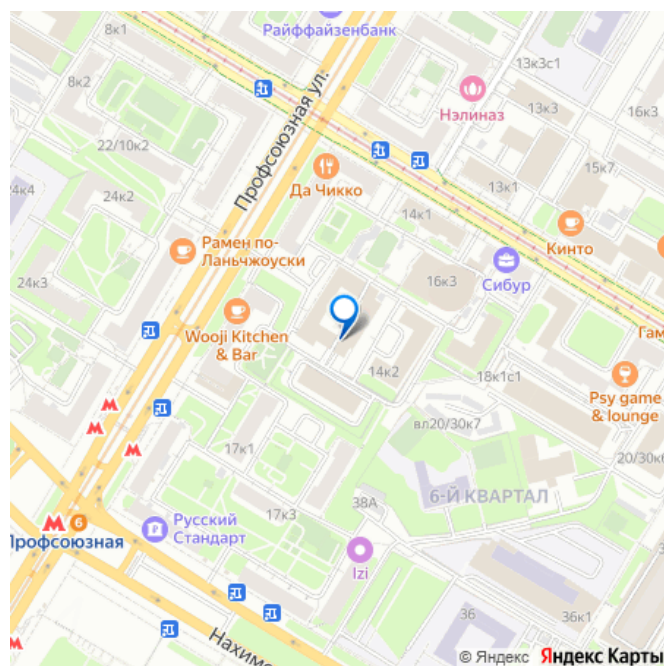 Райффайзенбанк
8к1
13к3с1
8к2
Нэлиназ
13к3
16к3
Профсоюзная ул.
22/10к2
15к7
Да Чикко
24к4
24к2
13к1
14к1
Кинто
Рамен по-
Ланьчжоуски
24к3
16к3
Сибур
Wooji Kitchen
& Bar
Гам
14к2
18к1с1
Psy game
& lounge
вл20/30к7
17к1
20/30к6
38А
6-Й КВАРТАЛ
17к3
6
Русский
Стандарт
Профсоюзная
Izi
36
36к1
Нахимо
© Яндекс Яндекс Карты